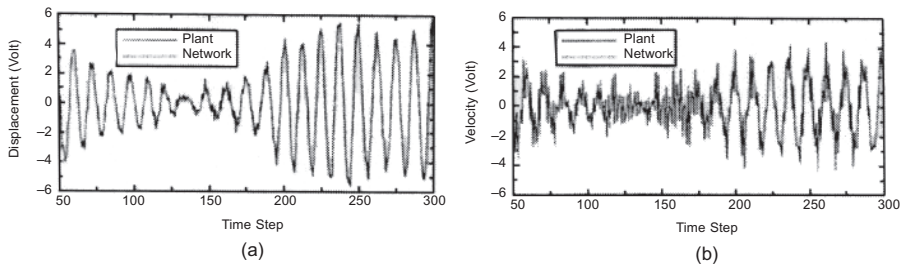 6
4
2
0
–2
–4
–6
Displacement (Volt)
Plant
Network
50
100
150
200
250
300
Time Step
(a)
6
4
2
0
–2
–4
–6
Velocity (Volt)
Plant
Network
50
100
150
200
250
300
Time Step
(b)